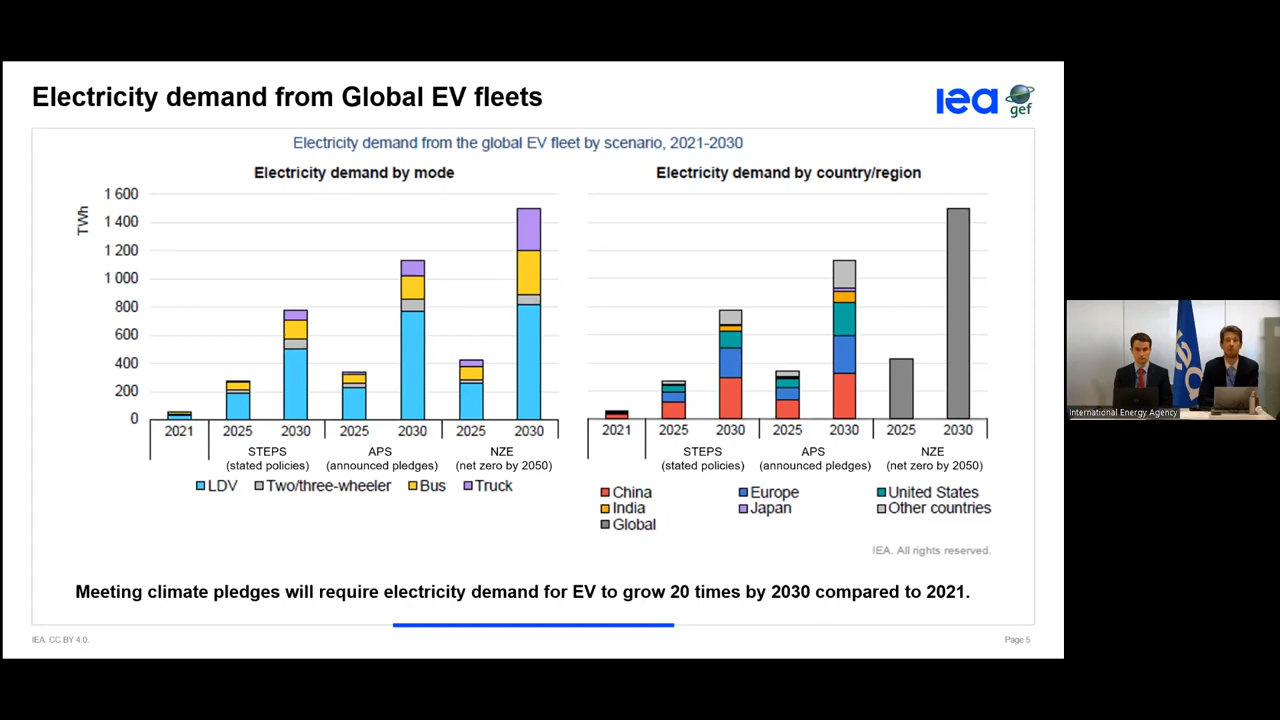 Electricity demand from Global EV fleets
iea
gef
Electricity demand from the global EV fleet by scenario, 2021-2030
Electricity demand by mode
TWh
1 600
1 400
1 200
1 000
800
600
400
200
0
2021 2025 2030 2025 2030 2025 2030
STEPS APS NZE
(stated policies) (announced pledges) (net zero by 2050)
LDV Two/three-wheeler Bus Truck
Electricity demand by country/region
2021 2025 2030 2025 2030 2025 2030
STEPS APS NZE
(stated policies) (announced pledges) (net zero by 2050)
China Europe United States
India Japan Other countries
Global
IEA. All rights reserved.
Meeting climate pledges will require electricity demand for EV to grow 20 times by 2030 compared to 2021.
IEA. CC BY 4.0.
Page 5
International Energy Agency